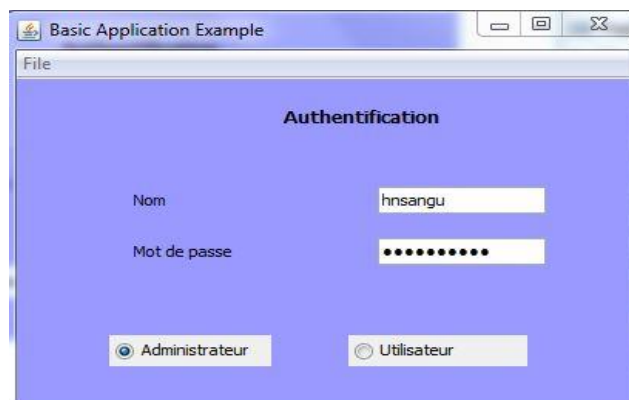 Basic Application Example
File
Authentification
Nom hnsangu
Mot de passe ●●●●●●●●●●
Administrateur Utilisateur